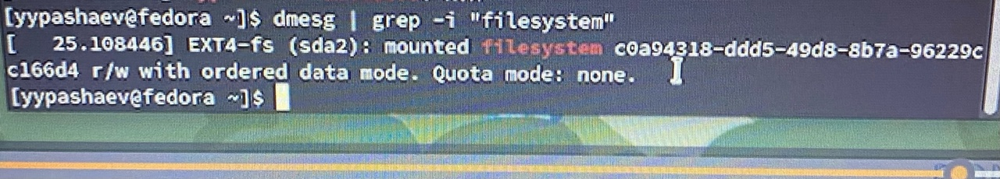 [yypashaev@fedora ~]$ dmesg | grep -i "filesystem"
[   25.108446] EXT4-fs (sda2): mounted filesystem c0a94318-ddd5-49d8-8b7a-96229c
c166d4 r/w with ordered data mode. Quota mode: none.
[yypashaev@fedora ~]$